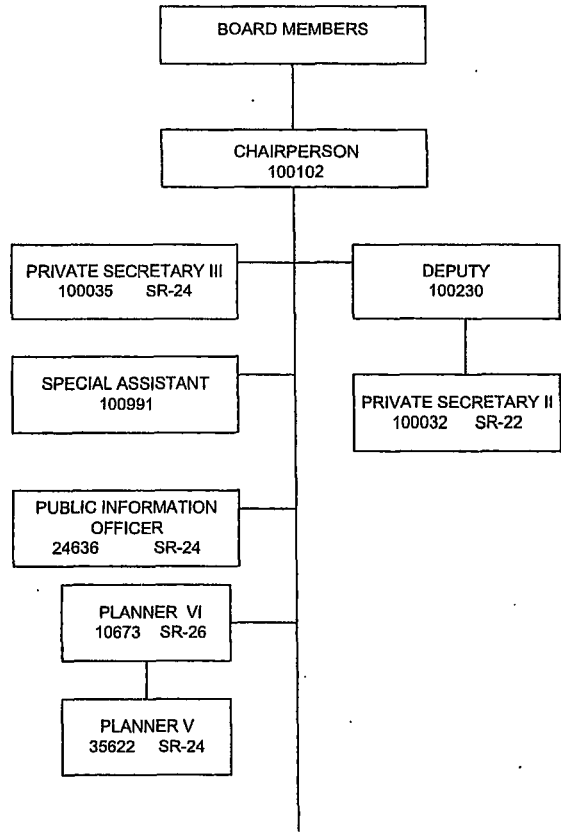 BOARD MEMBERS
CHAIRPERSON
100102
PRIVATE SECRETARY III
100035 SR-24
DEPUTY
100230
SPECIAL ASSISTANT
100991
PRIVATE SECRETARY II
100032 SR-22
PUBLIC INFORMATION
OFFICER
24636 SR-24
PLANNER VI
10673 SR-26
PLANNER V
35622 SR-24